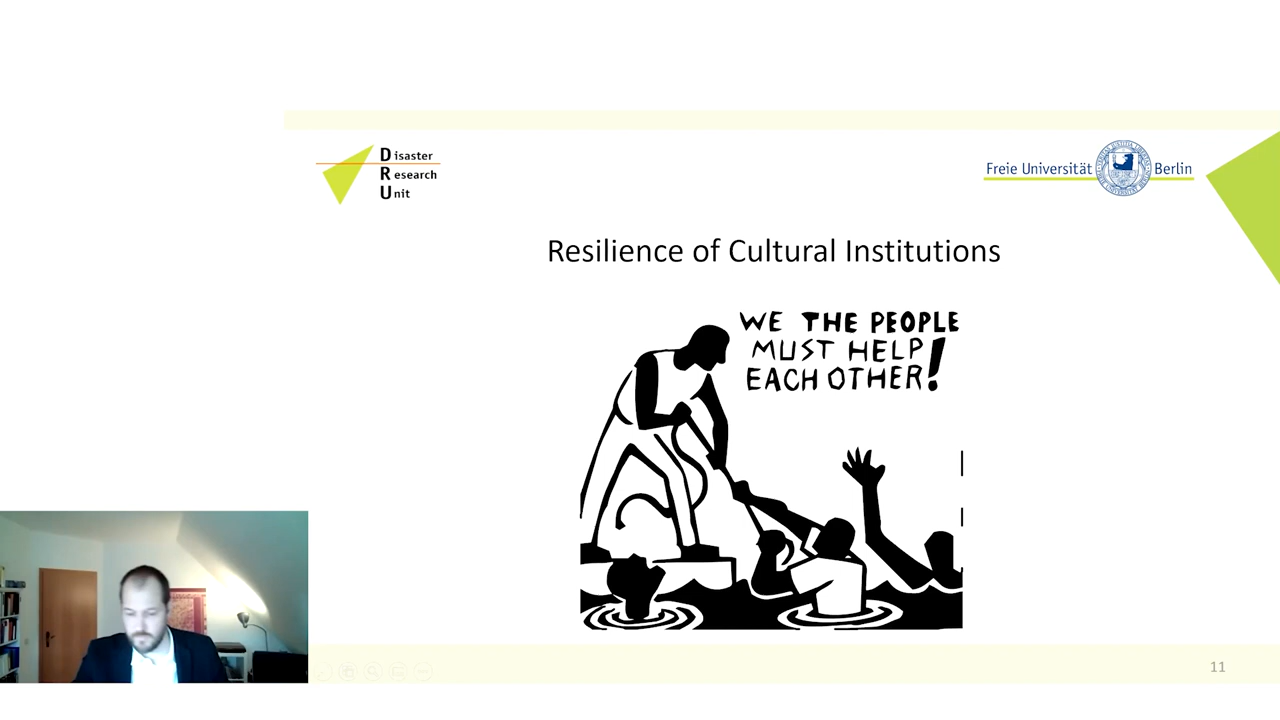 Disaster
Research
Unit
Freie Universität Berlin
Resilience of Cultural Institutions
WE THE PEOPLE
MUST HELP
EACH OTHER!
11